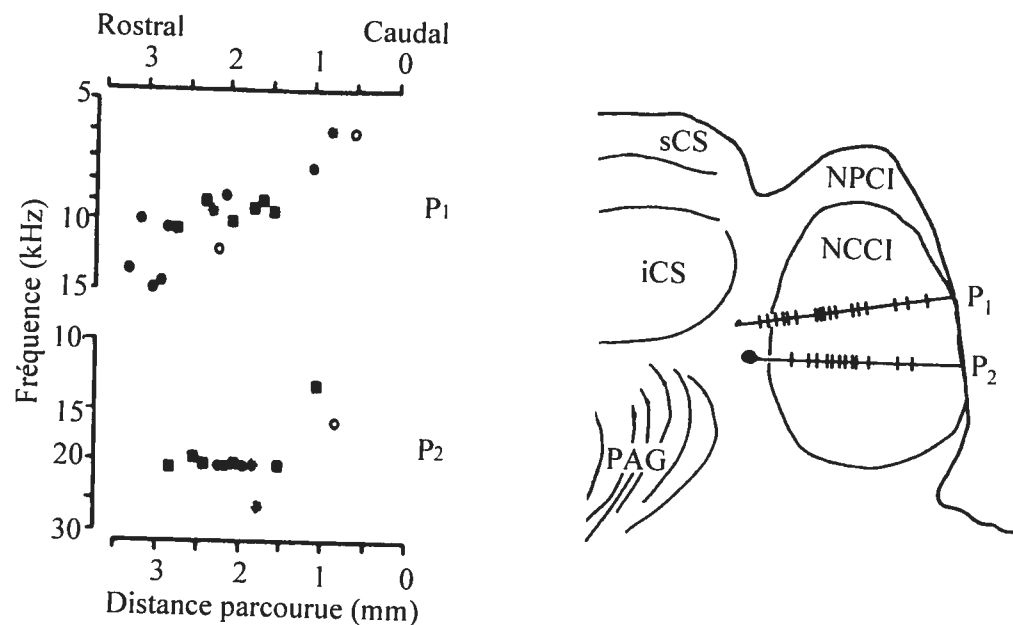 Rostral Caudal
3 2 1 0
5
10
15
P1
10
15
20
30
P2
Fréquence (kHz)
3 2 1 0
Distance parcourue (mm)
sCS
NPCI
NCCI
iCS
P1
P2
PAG